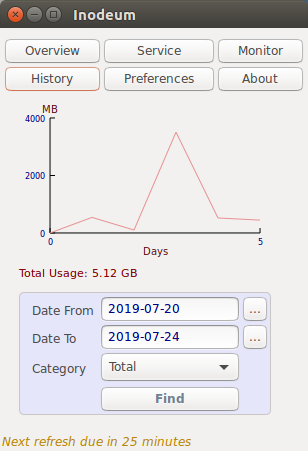 Inodeum
Overview Service Monitor
History Preferences About
MB
4000
2000
0
0 5
Days
Total Usage: 5.12 GB
Date From 2019-07-20 ...
Date To 2019-07-24 ...
Category Total
Find
Next refresh due in 25 minutes